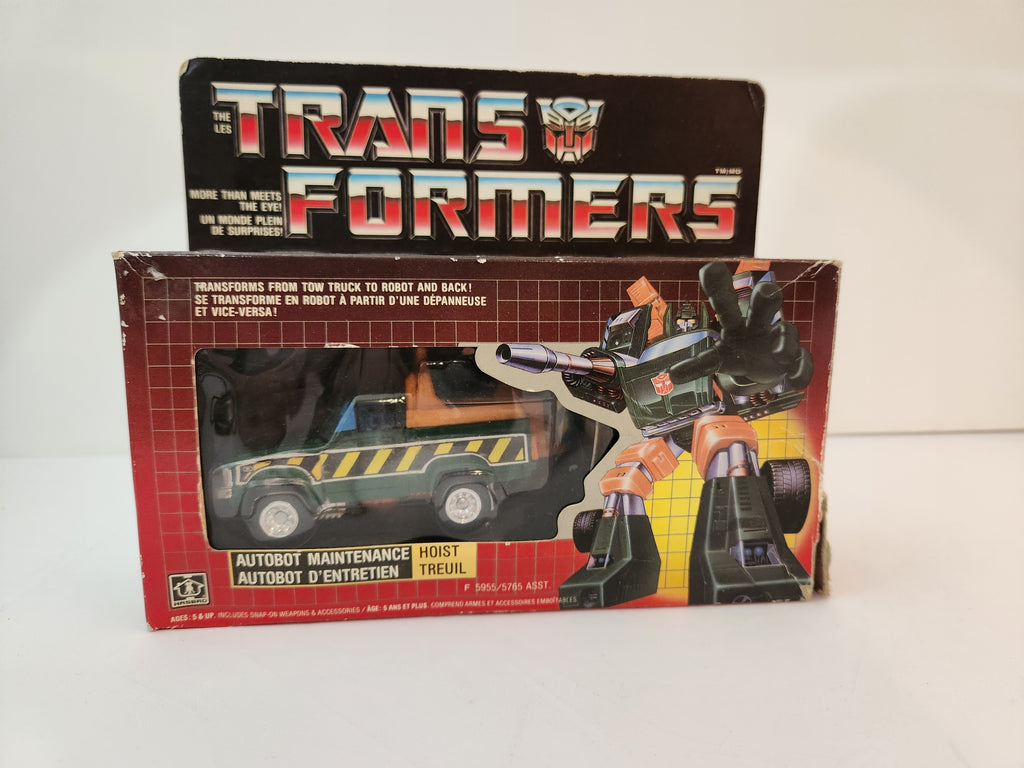 THE
LES
TRANS
FORMERS
TM/MD
MORE THAN MEETS
THE EYE!
UN MONDE PLEIN
DE SURPRISES!
TRANSFORMS FROM TOW TRUCK TO ROBOT AND BACK!
SE TRANSFORME EN ROBOT À PARTIR D'UNE DÉPANNEUSE
ET VICE-VERSA!
AUTOBOT MAINTENANCE HOIST
AUTOBOT D'ENTRETIEN TREUIL
F 5955/5765 ASST.
HASBRO
AGES: 5 & UP. INCLUDES SNAP-ON WEAPONS & ACCESSORIES / ÂGE: 5 ANS ET PLUS. COMPREND ARMES ET ACCESSOIRES EMBOÎTABLES